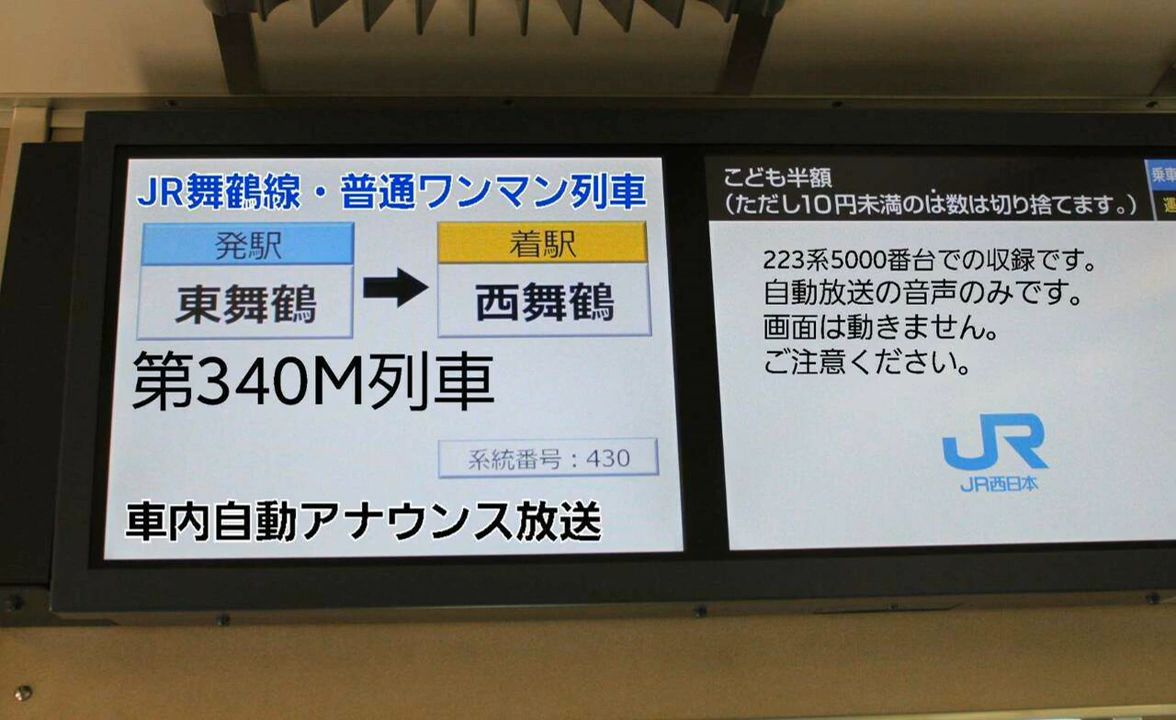 JR舞鶴線・普通ワンマン列車
発駅
着駅
東舞鶴
西舞鶴
第340M列車
系統番号：430
車内自動アナウンス放送
こども半額
（ただし10円未満のは数は切り捨てます。）
乗車
運
223系5000番台での収録です。
自動放送の音声のみです。
画面は動きません。
ご注意ください。
JR
JR西日本